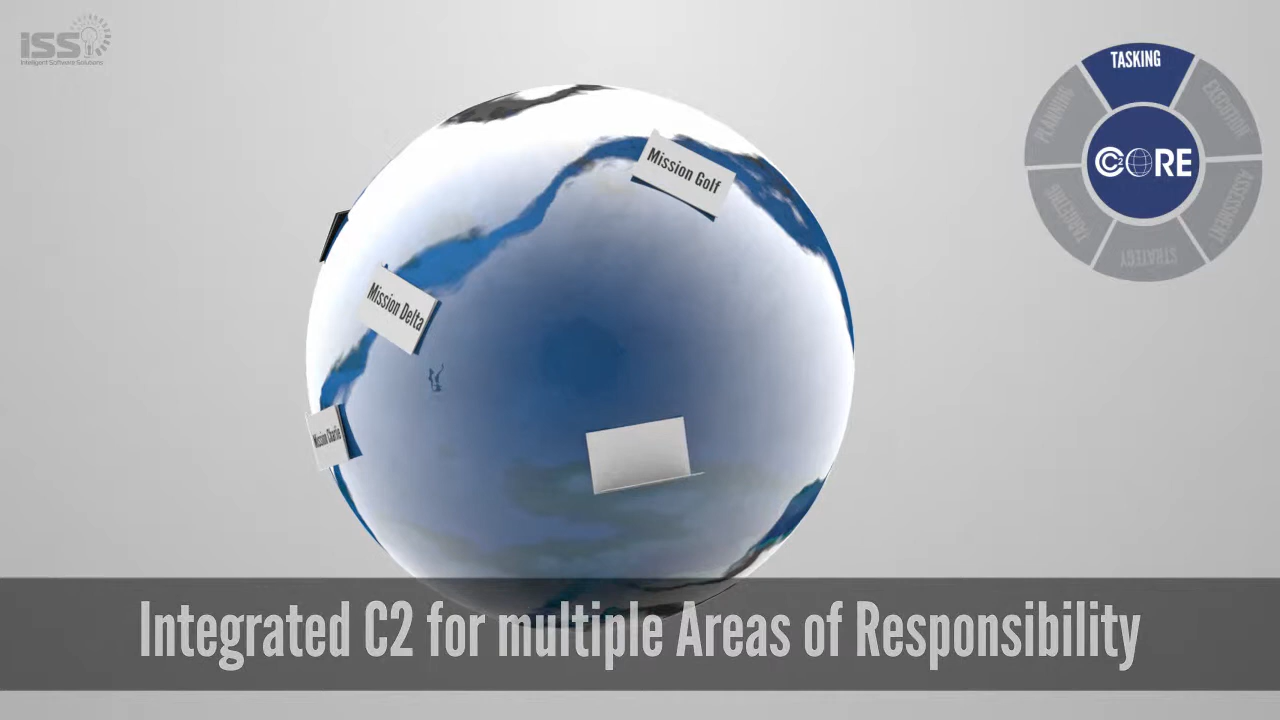 iSS
Intelligent Software Solutions
TASKING
EXECUTION
PLANNING
C2CORE
ASSESSMENT
TARGETING
STRATEGY
Mission Golf
Mission Delta
Mission Charlie
Integrated C2 for multiple Areas of Responsibility